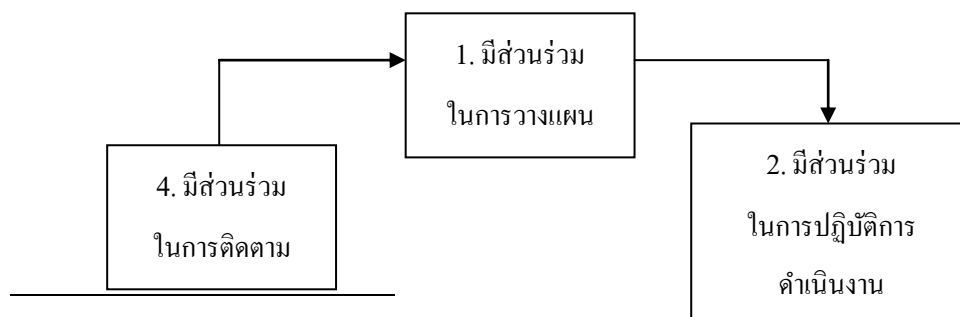 1. มีส่วนร่วม
ในการวางแผน
2. มีส่วนร่วม
ในการปฏิบัติการ
ดำเนินงาน
4. มีส่วนร่วม
ในการติดตาม